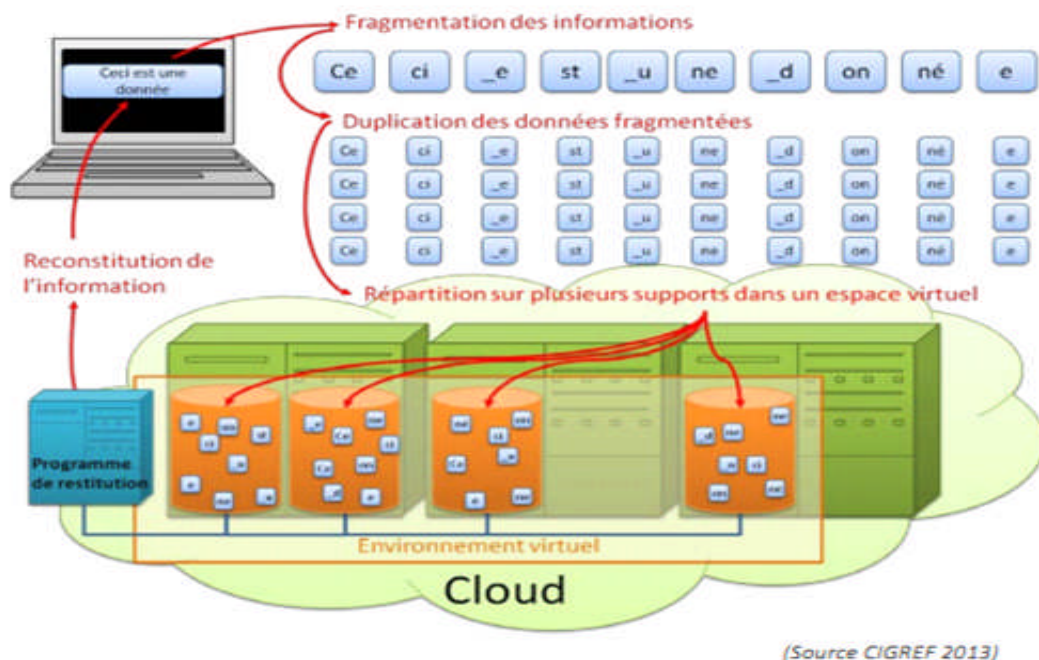 Fragmentation des informations
Ceci est une
donnée
Ce ci _e st _u ne _d on né e
Duplication des données fragmentées
Ce ci _e st _u ne _d on né e
Ce ci _e st _u ne _d on né e
Ce ci _e st _u ne _d on né e
Ce ci _e st _u ne _d on né e
Reconstitution de
l'information
Répartition sur plusieurs supports dans un espace virtuel
Programme
de restitution
Environnement virtuel
Cloud
(Source CIGREF 2013)